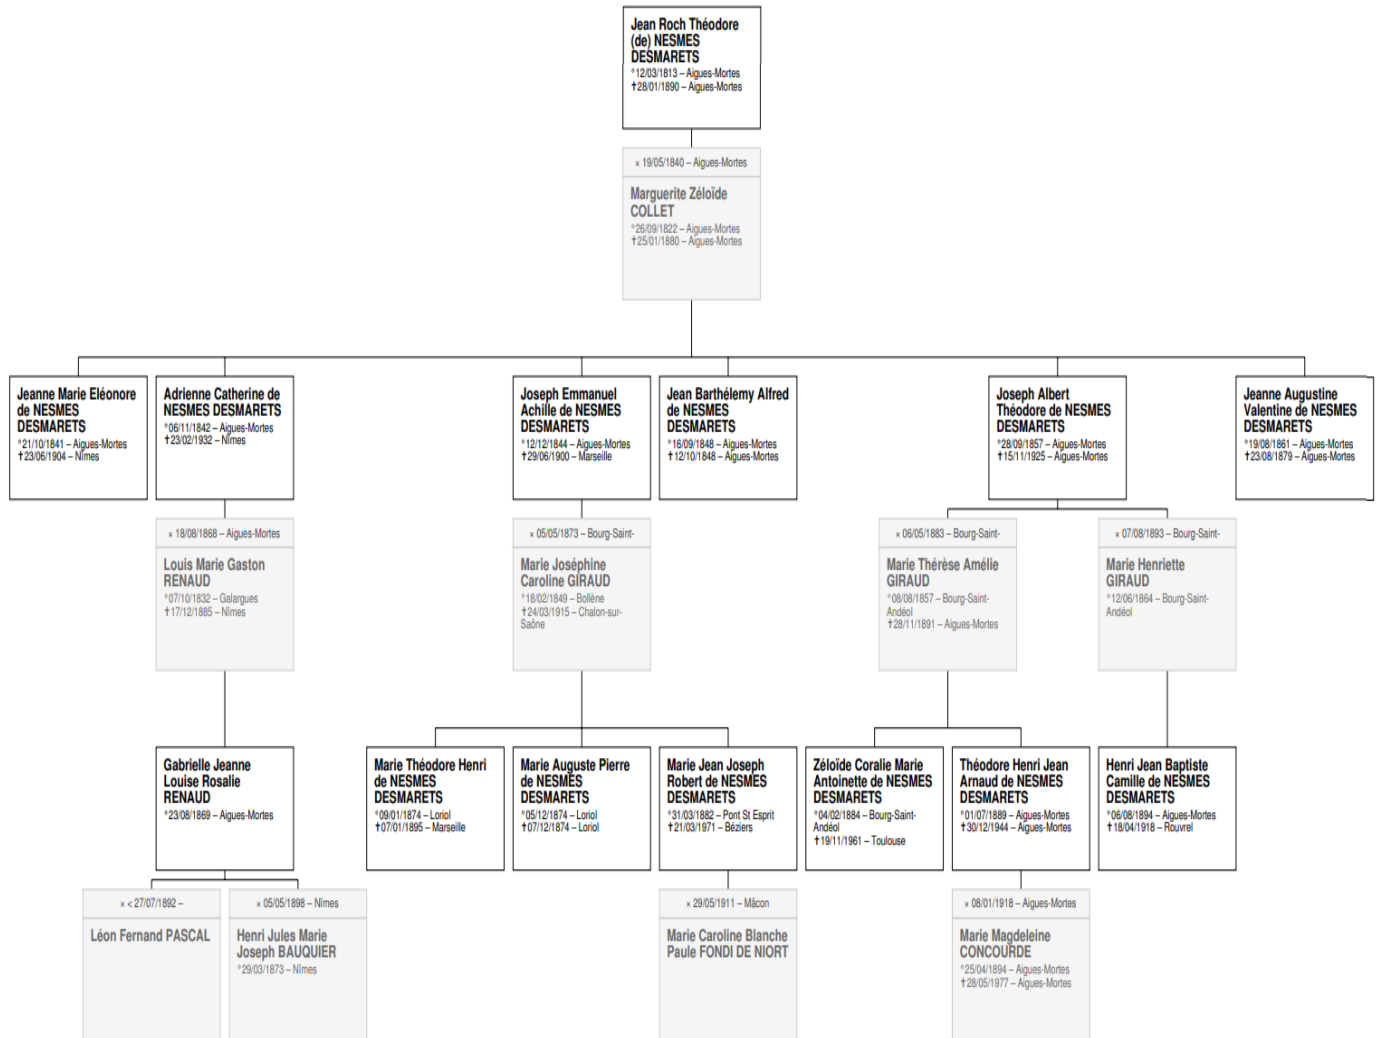 Jean Roch Théodore
(de) NESMES
DESMARETS
°12/03/1813 – Aigues-Mortes
†28/01/1890 – Aigues-Mortes
× 19/05/1840 – Aigues-Mortes
Marguerite Zéloïde
COLLET
°26/09/1822 – Aigues-Mortes
†25/01/1880 – Aigues-Mortes
Jeanne Marie Eléonore
de NESMES
DESMARETS
°21/10/1841 – Aigues-Mortes
†23/06/1904 – Nîmes
Adrienne Catherine de
NESMES DESMARETS
°06/11/1842 – Aigues-Mortes
†23/02/1932 – Nîmes
Joseph Emmanuel
Achille de NESMES
DESMARETS
°12/12/1844 – Aigues-Mortes
†29/06/1900 – Marseille
Jean Barthélemy Alfred
de NESMES
DESMARETS
°16/09/1848 – Aigues-Mortes
†12/10/1848 – Aigues-Mortes
Joseph Albert
Théodore de NESMES
DESMARETS
°28/09/1857 – Aigues-Mortes
†15/11/1925 – Aigues-Mortes
Jeanne Augustine
Valentine de NESMES
DESMARETS
°19/08/1861 – Aigues-Mortes
†23/08/1879 – Aigues-Mortes
× 18/08/1868 – Aigues-Mortes
Louis Marie Gaston
RENAUD
°07/10/1832 – Galargues
†17/12/1885 – Nîmes
× 05/05/1873 – Bourg-Saint-
Marie Joséphine
Caroline GIRAUD
°18/02/1849 – Bollène
†24/03/1915 – Chalon-sur-
Saône
× 06/05/1883 – Bourg-Saint-
Marie Thérèse Amélie
GIRAUD
°08/08/1857 – Bourg-Saint-
Andéol
†28/11/1891 – Aigues-Mortes
× 07/08/1893 – Bourg-Saint-
Marie Henriette
GIRAUD
°12/06/1864 – Bourg-Saint-
Andéol
Gabrielle Jeanne
Louise Rosalie
RENAUD
°23/08/1869 – Aigues-Mortes
Marie Théodore Henri
de NESMES
DESMARETS
°09/01/1874 – Loriol
†07/01/1895 – Marseille
Marie Auguste Pierre
de NESMES
DESMARETS
°05/12/1874 – Loriol
†07/12/1874 – Loriol
Marie Jean Joseph
Robert de NESMES
DESMARETS
°31/03/1882 – Pont St Esprit
†21/03/1971 – Béziers
Zéloïde Coralie Marie
Antoinette de NESMES
DESMARETS
°04/02/1884 – Bourg-Saint-
Andéol
†19/11/1961 – Toulouse
Théodore Henri Jean
Arnaud de NESMES
DESMARETS
°01/07/1889 – Aigues-Mortes
†30/12/1944 – Aigues-Mortes
Henri Jean Baptiste
Camille de NESMES
DESMARETS
°06/08/1894 – Aigues-Mortes
†18/04/1918 – Rouvrel
× < 27/07/1892 –
Léon Fernand PASCAL
× 05/05/1898 – Nîmes
Henri Jules Marie
Joseph BAUQUIER
°29/03/1873 – Nîmes
× 29/05/1911 – Mâcon
Marie Caroline Blanche
Paule FONDI DE NIORT
× 08/01/1918 – Aigues-Mortes
Marie Magdeleine
CONCOURDE
°25/04/1894 – Aigues-Mortes
†28/05/1977 – Aigues-Mortes